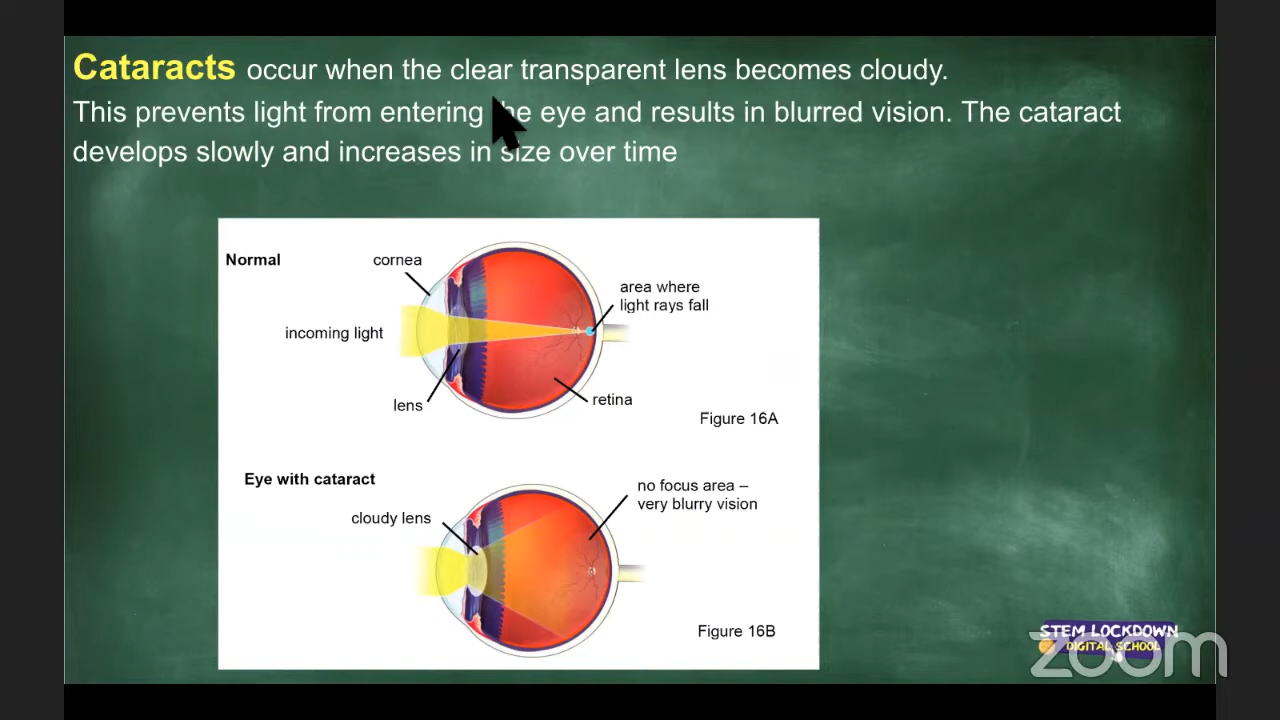 Cataracts occur when the clear transparent lens becomes cloudy.
This prevents light from entering the eye and results in blurred vision. The cataract
develops slowly and increases in size over time
Normal
cornea
area where
light rays fall
incoming light
lens
retina
Figure 16A
Eye with cataract
no focus area –
very blurry vision
cloudy lens
Figure 16B
STEM LOCKDOWN
DIGITAL SCHOOL
zoom